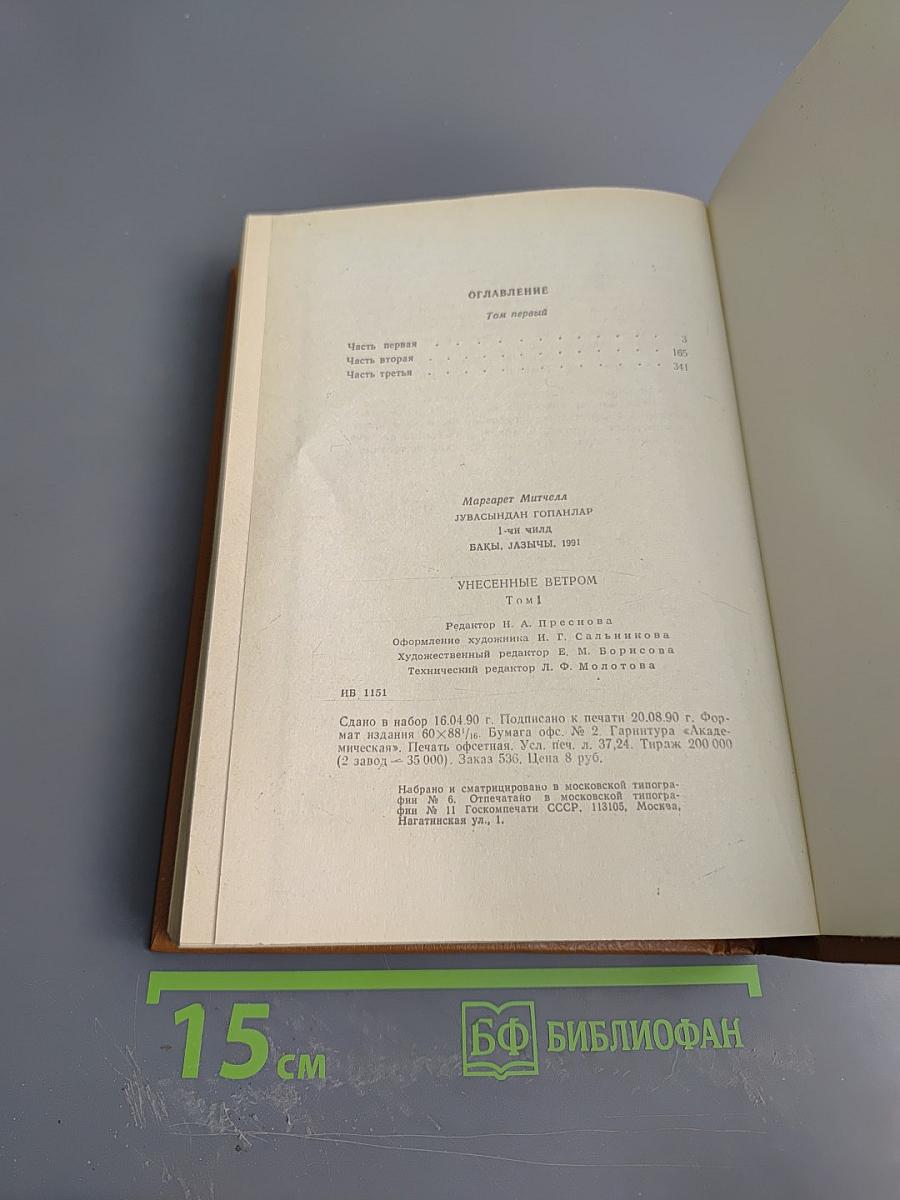 ОГЛАВЛЕНИЕ
Том первый
Часть первая . . . . . . . . . . . . 3
Часть вторая . . . . . . . . . . . . 165
Часть третья . . . . . . . . . . . . 341
Маргарет Митчелл
ЈУВАСЫНДАН ГОПАНЛАР
1-чи чилд
БАКЫ, ЈАЗЫЧЫ, 1991
УНЕСЕННЫЕ ВЕТРОМ
Том 1
Редактор Н. А. Преснова
Оформление художника И. Г. Сальникова
Художественный редактор Е. М. Борисова
Технический редактор Л. Ф. Молотова
ИБ 1151
Сдано в набор 16.04.90 г. Подписано к печати 20.08.90 г. Фор-
мат издания 60×88¹/₁₆. Бумага офс. № 2. Гарнитура «Акаде-
мическая». Печать офсетная. Усл. печ. л. 37,24. Тираж 200 000
(2 завод — 35 000). Заказ 536. Цена 8 руб.
Набрано и сматрицировано в московской типогра-
фии № 6. Отпечатано в московской типогра-
фии № 11 Госкомпечати СССР. 113105, Москва,
Нагатинская ул., 1.
15 см
БФ БИБЛИОФАН